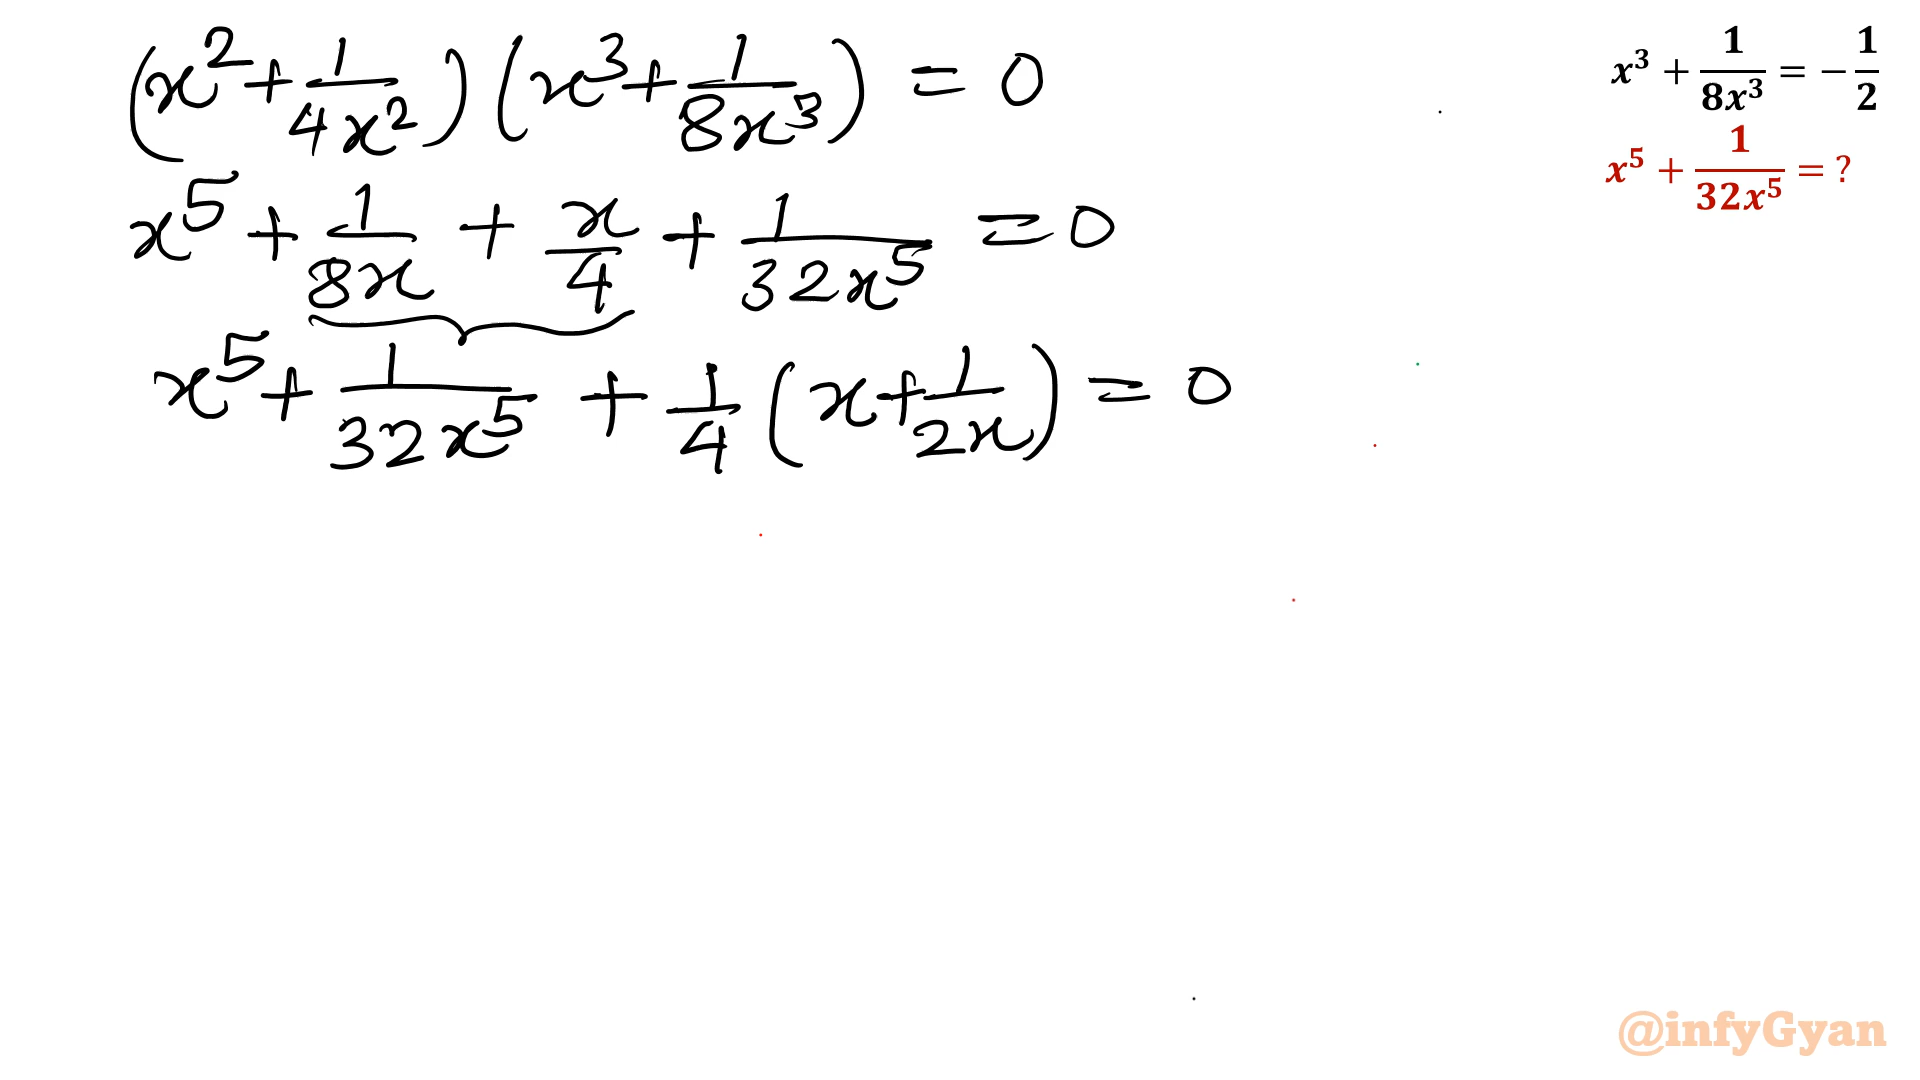 (x² + 1/4x²)(x³ + 1/8x³) = 0
x⁵ + 1/8x + x/4 + 1/32x⁵ = 0
x⁵ + 1/32x⁵ + 1/4 (x + 1/2x) = 0
x³ + 1/8x³ = -1/2
x⁵ + 1/32x⁵ = ?
@infyGyan